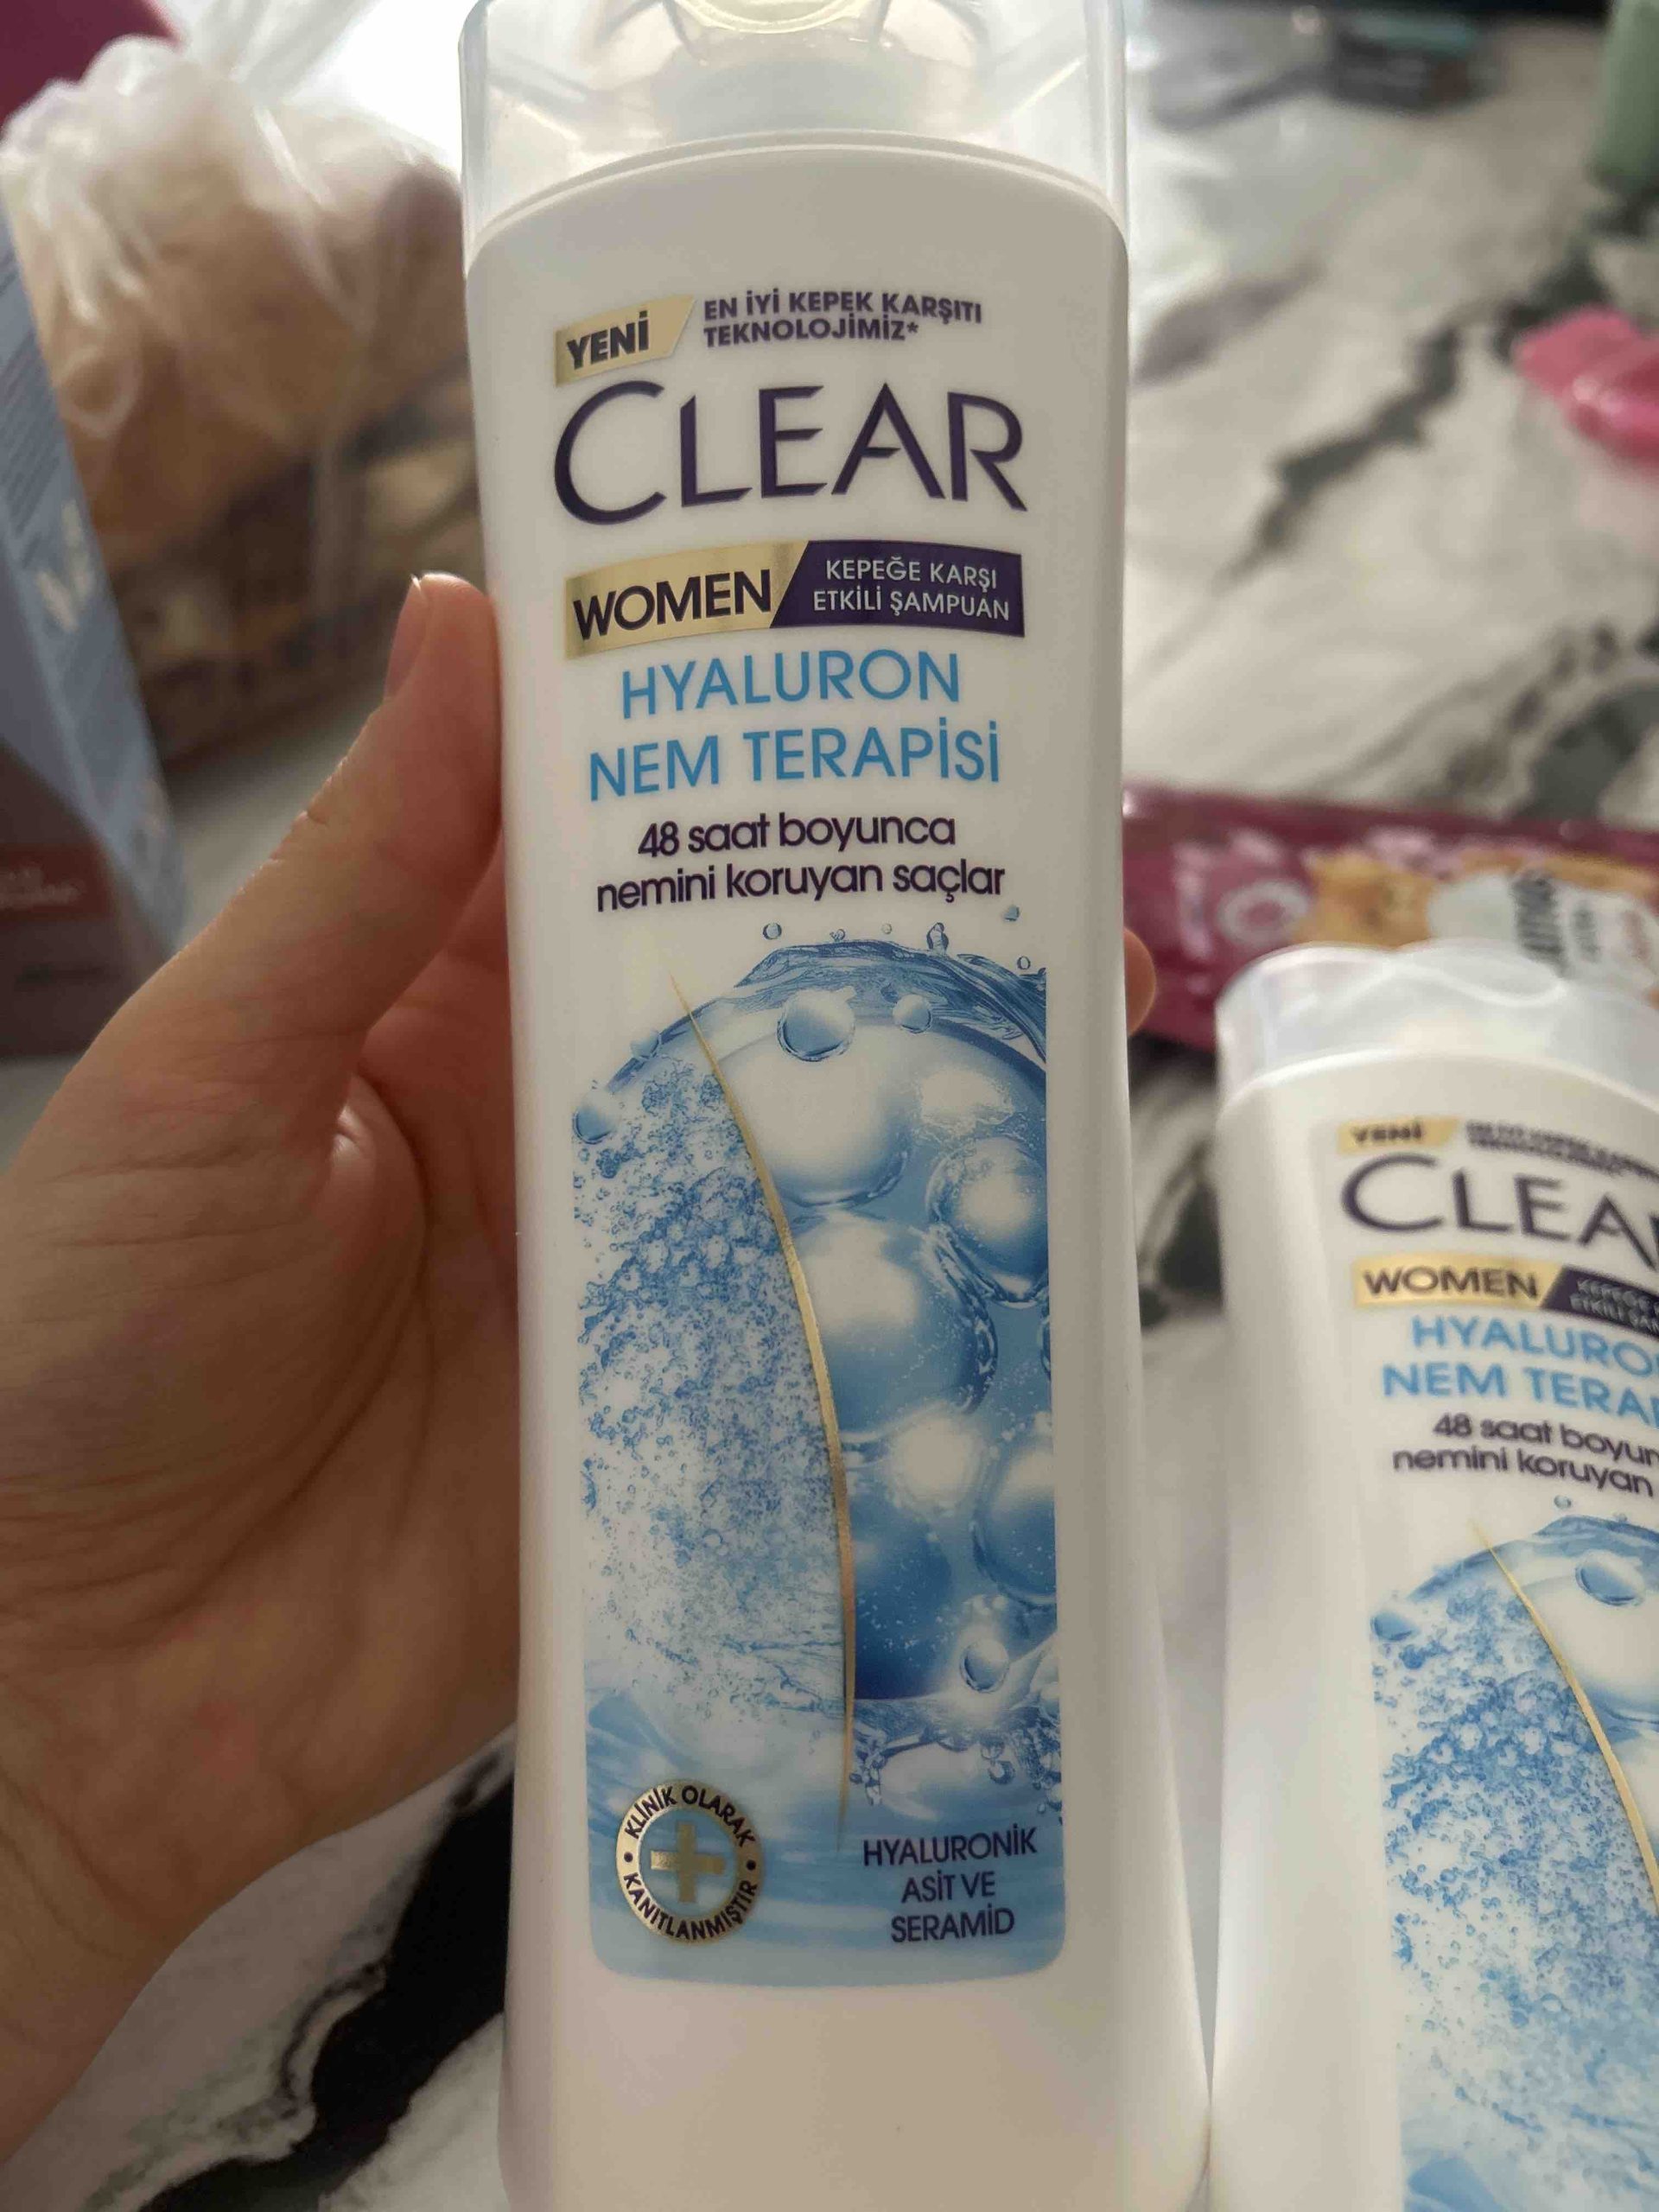 YENİ
EN İYİ KEPEK KARŞITI
TEKNOLOJİMİZ*
CLEAR
WOMEN
KEPEĞE KARŞI
ETKİLİ ŞAMPUAN
HYALURON
NEM TERAPİSİ
48 saat boyunca
nemini koruyan saçlar
KLİNİK OLARAK
KANITLANMIŞTIR
HYALURONİK
ASİT VE
SERAMİD
YENİ
CLEA
WOMEN
HYALURO
NEM TERA
48 saat boyun
nemini koruyan